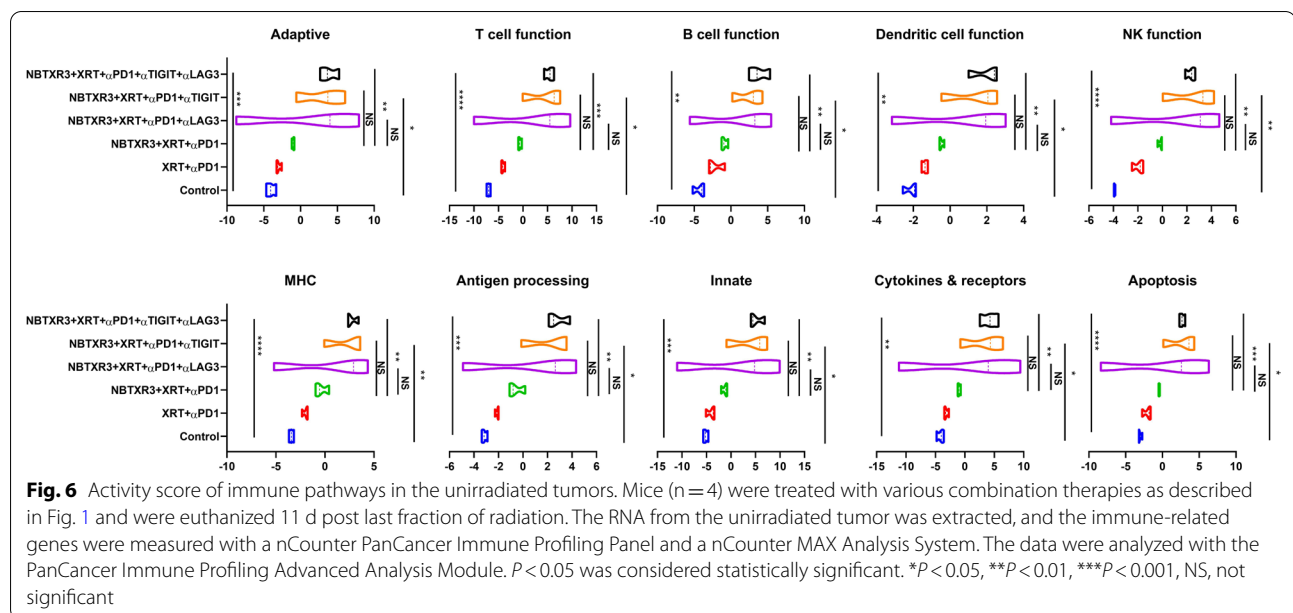 Adaptive T cell function B cell function Dendritic cell function NK function
NBTXR3+XRT+αPD1+αTIGIT+αLAG3
NBTXR3+XRT+αPD1+αTIGIT
NBTXR3+XRT+αPD1+αLAG3
NBTXR3+XRT+αPD1
XRT+αPD1
Control
*** NS ** NS * **** NS *** NS * ** NS ** NS * ** NS ** NS * **** NS ** NS **
-10 -5 0 5 10 -15 -10 -5 0 5 10 15 -10 -5 0 5 10 -4 -2 0 2 4 -6 -4 -2 0 2 4 6
MHC Antigen processing Innate Cytokines & receptors Apoptosis
NBTXR3+XRT+αPD1+αTIGIT+αLAG3
NBTXR3+XRT+αPD1+αTIGIT
NBTXR3+XRT+αPD1+αLAG3
NBTXR3+XRT+αPD1
XRT+αPD1
Control
**** NS ** NS ** *** NS ** NS * *** NS ** NS * ** NS ** NS * **** NS *** NS *
-10 -5 0 5 -6 -4 -2 0 2 4 6 -15 -10 -5 0 5 10 15 -15 -10 -5 0 5 10 -10 -5 0 5 10
Fig. 6 Activity score of immune pathways in the unirradiated tumors. Mice (n = 4) were treated with various combination therapies as described
in Fig. 1 and were euthanized 11 d post last fraction of radiation. The RNA from the unirradiated tumor was extracted, and the immune-related
genes were measured with a nCounter PanCancer Immune Profiling Panel and a nCounter MAX Analysis System. The data were analyzed with the
PanCancer Immune Profiling Advanced Analysis Module. P < 0.05 was considered statistically significant. *P < 0.05, **P < 0.01, ***P < 0.001, NS, not
significant